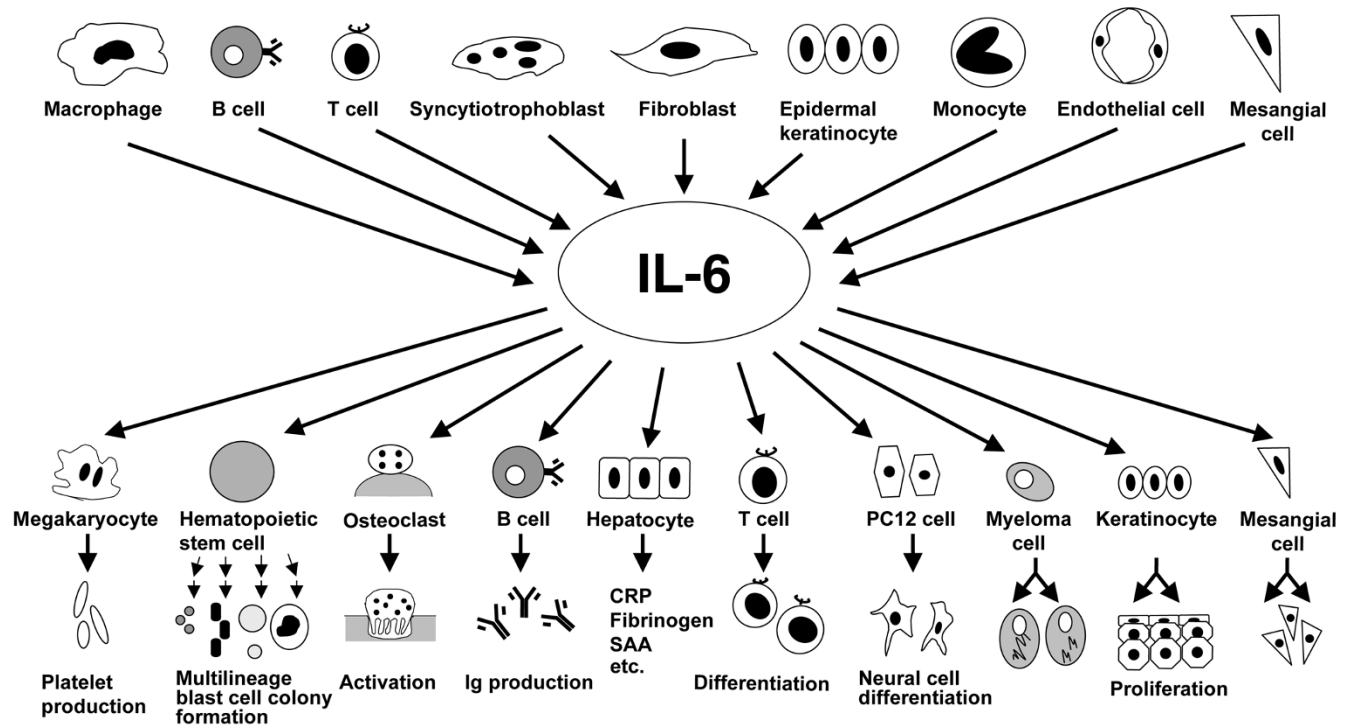 Macrophage
B cell
T cell
Syncytiotrophoblast
Fibroblast
Epidermal
keratinocyte
Monocyte
Endothelial cell
Mesangial
cell
IL-6
Megakaryocyte
Hematopoietic
stem cell
Osteoclast
B cell
Hepatocyte
T cell
PC12 cell
Myeloma
cell
Keratinocyte
Mesangial
cell
Platelet
production
Multilineage
blast cell colony
formation
Activation
Ig production
CRP
Fibrinogen
SAA
etc.
Differentiation
Neural cell
differentiation
Proliferation